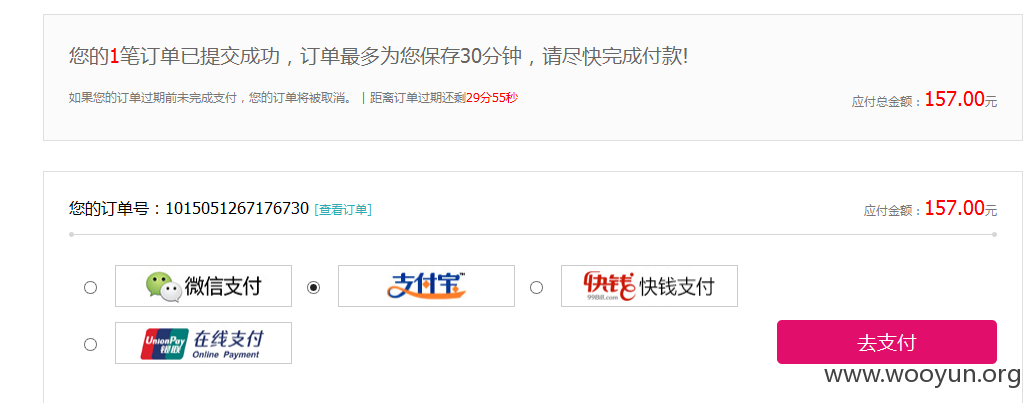 您的1笔订单已提交成功，订单最多为您保存30分钟，请尽快完成付款!
如果您的订单过期前未完成支付，您的订单将被取消。 | 距离订单过期还剩29分55秒
应付总金额：157.00元
您的订单号：1015051267176730 [查看订单]
应付金额：157.00元
微信支付
支付宝™
快钱 99Bill.com 快钱支付
UnionPay 银联 在线支付 Online Payment
去支付
www.wooyun.org